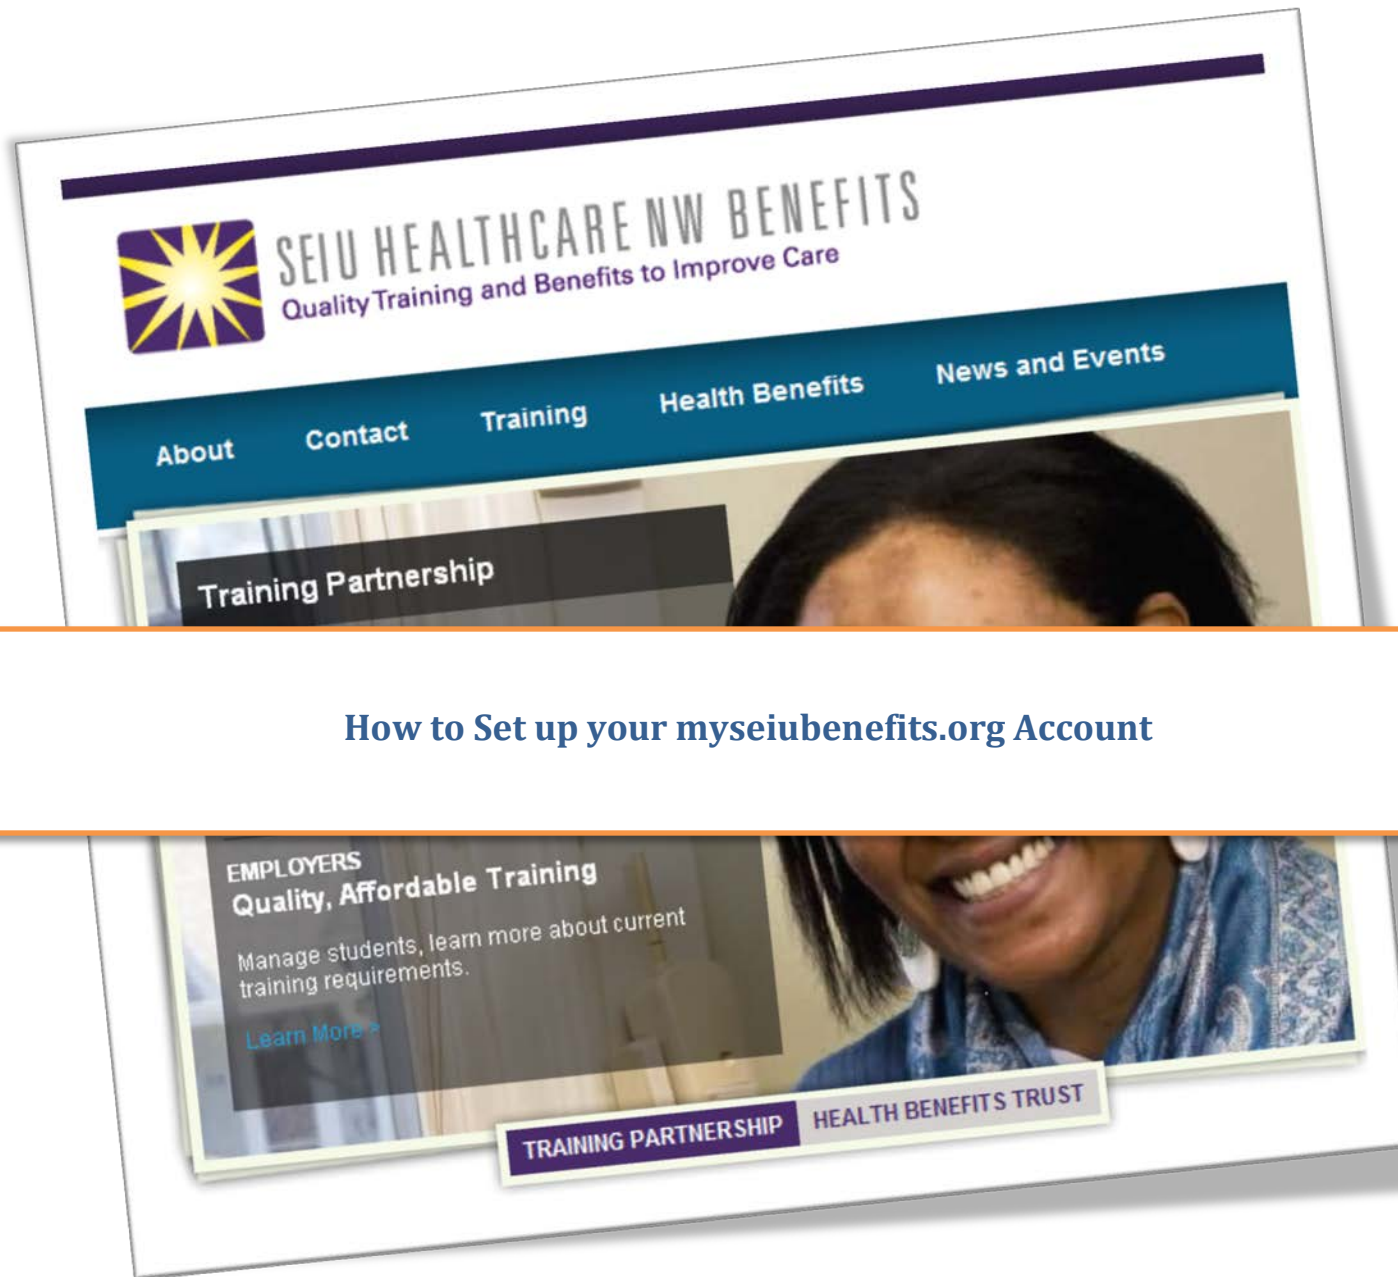 SEIU HEALTHCARE NW BENEFITS
Quality Training and Benefits to Improve Care
About Contact Training Health Benefits News and Events
Training Partnership
How to Set up your myseiubenefits.org Account
EMPLOYERS
Quality, Affordable Training
Manage students, learn more about current
training requirements.
Learn More >
TRAINING PARTNERSHIP HEALTH BENEFITS TRUST